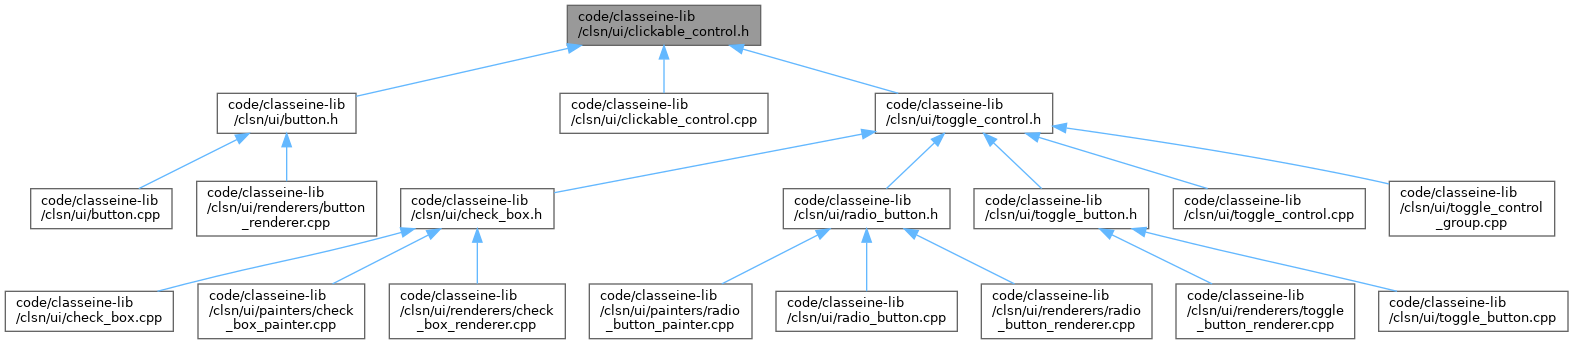 code/classeine-lib
/clsn/ui/clickable_control.h
code/classeine-lib
/clsn/ui/button.h
code/classeine-lib
/clsn/ui/clickable_control.cpp
code/classeine-lib
/clsn/ui/toggle_control.h
code/classeine-lib
/clsn/ui/button.cpp
code/classeine-lib
/clsn/ui/renderers/button
_renderer.cpp
code/classeine-lib
/clsn/ui/check_box.h
code/classeine-lib
/clsn/ui/radio_button.h
code/classeine-lib
/clsn/ui/toggle_button.h
code/classeine-lib
/clsn/ui/toggle_control.cpp
code/classeine-lib
/clsn/ui/toggle_control
_group.cpp
code/classeine-lib
/clsn/ui/check_box.cpp
code/classeine-lib
/clsn/ui/painters/check
_box_painter.cpp
code/classeine-lib
/clsn/ui/renderers/check
_box_renderer.cpp
code/classeine-lib
/clsn/ui/painters/radio
_button_painter.cpp
code/classeine-lib
/clsn/ui/radio_button.cpp
code/classeine-lib
/clsn/ui/renderers/radio
_button_renderer.cpp
code/classeine-lib
/clsn/ui/renderers/toggle
_button_renderer.cpp
code/classeine-lib
/clsn/ui/toggle_button.cpp